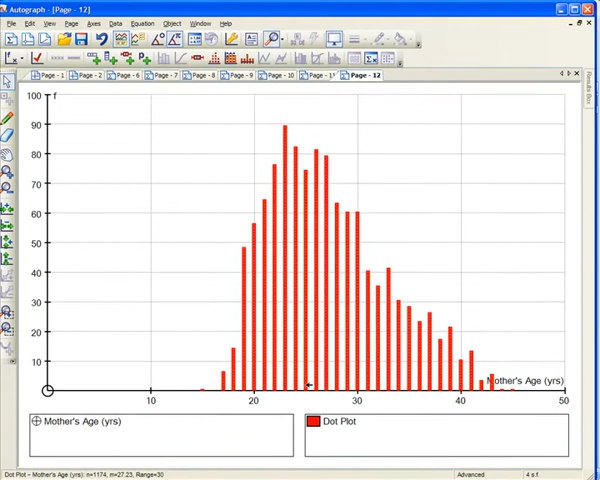 Autograph - [Page - 12]
File Edit View Page Axes Data Equation Object Window Help
Page - 1 Page - 2 Page - 6 Page - 7 Page - 8 Page - 9 Page - 10 Page - 1 Page - 12
Results Box
f
100
90
80
70
60
50
40
30
20
10
Mother's Age (yrs)
10 20 30 40 50
Mother's Age (yrs)
Dot Plot
Dot Plot – Mother's Age (yrs): n=1174, m=27.23, Range=30 Advanced 4 s.f.